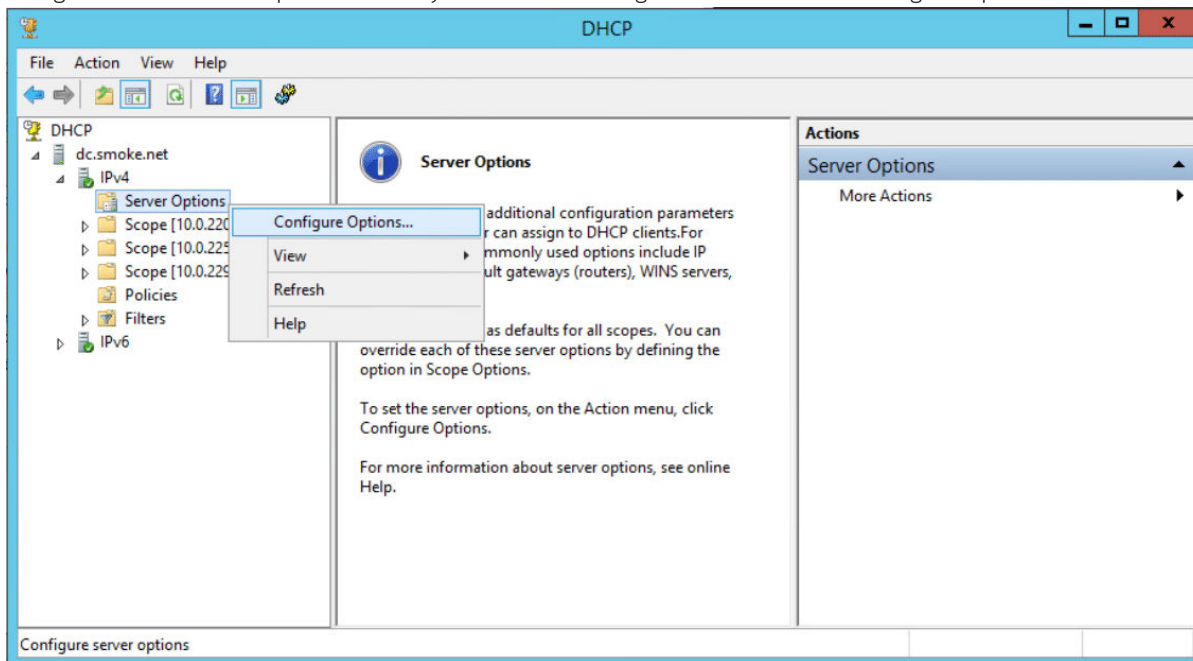 DHCP
File Action View Help
DHCP
dc.smoke.net
IPv4
Server Options
Scope [10.0.220
Scope [10.0.225
Scope [10.0.229
Policies
Filters
IPv6
Configure Options...
View
Refresh
Help
Server Options
additional configuration parameters
r can assign to DHCP clients.For
mmonly used options include IP
ult gateways (routers), WINS servers,
as defaults for all scopes. You can
override each of these server options by defining the
option in Scope Options.
To set the server options, on the Action menu, click
Configure Options.
For more information about server options, see online
Help.
Actions
Server Options
More Actions
Configure server options